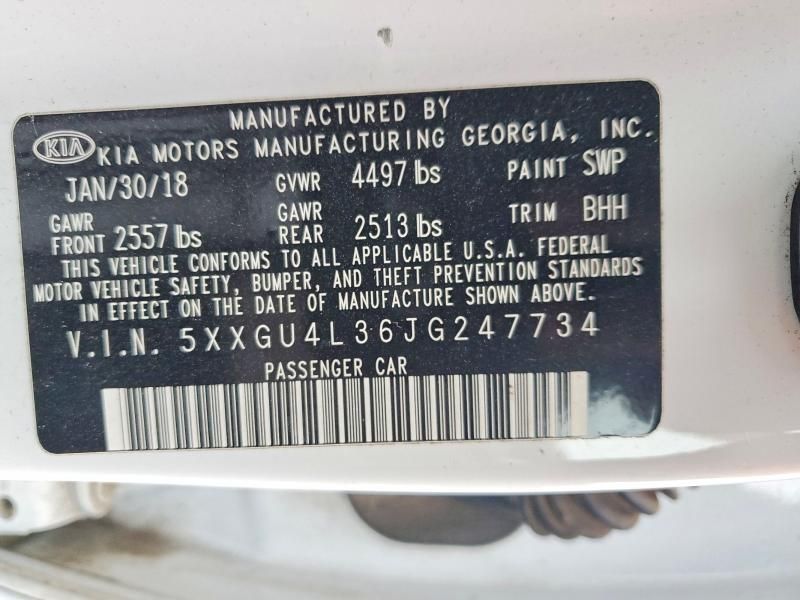 MANUFACTURED BY
KIA KIA MOTORS MANUFACTURING GEORGIA, INC.
JAN/30/18 GVWR 4497 lbs PAINT SWP
GAWR FRONT 2557 lbs GAWR REAR 2513 lbs TRIM BHH
THIS VEHICLE CONFORMS TO ALL APPLICABLE U.S.A. FEDERAL
MOTOR VEHICLE SAFETY, BUMPER, AND THEFT PREVENTION STANDARDS
IN EFFECT ON THE DATE OF MANUFACTURE SHOWN ABOVE.
V.I.N. 5XXGU4L36JG247734
PASSENGER CAR